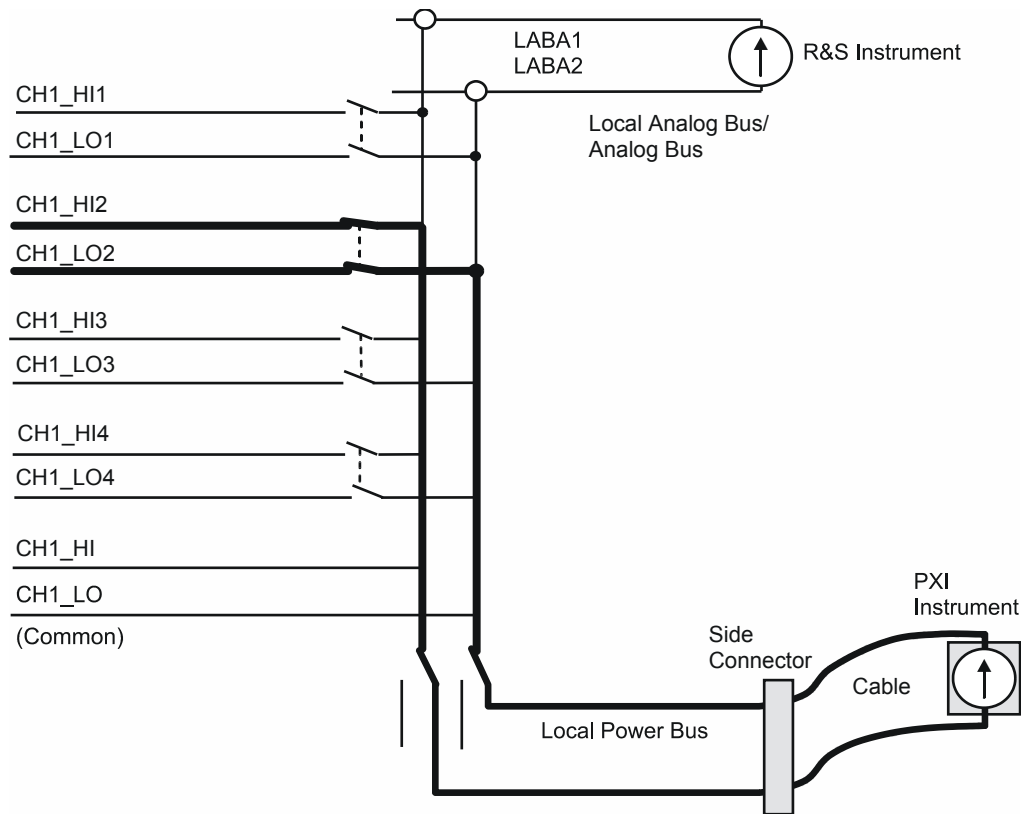 LABA1
LABA2
R&S Instrument
Local Analog Bus/
Analog Bus
CH1_HI1
CH1_LO1
CH1_HI2
CH1_LO2
CH1_HI3
CH1_LO3
CH1_HI4
CH1_LO4
CH1_HI
CH1_LO
(Common)
PXI
Instrument
Side
Connector
Cable
Local Power Bus